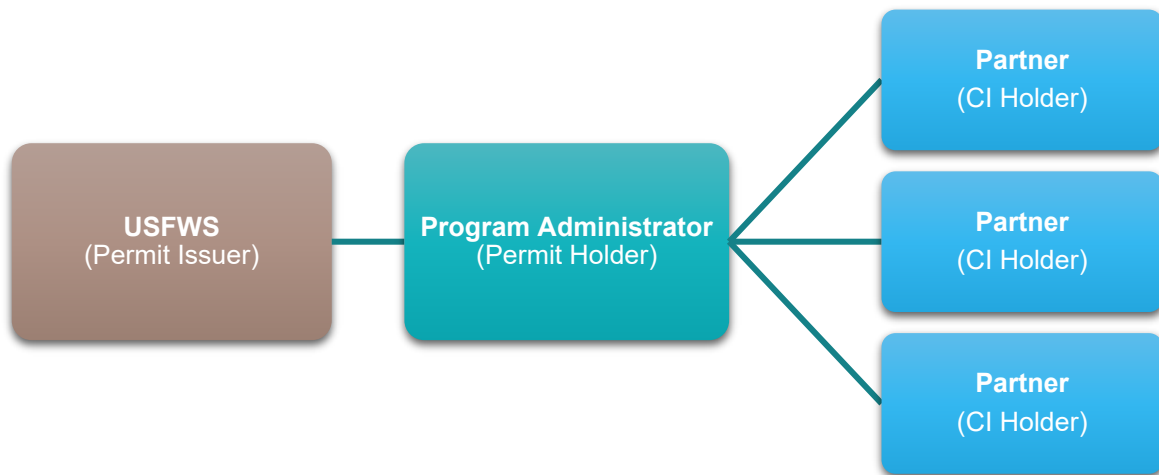 USFWS
(Permit Issuer)
Program Administrator
(Permit Holder)
Partner
(CI Holder)
Partner
(CI Holder)
Partner
(CI Holder)